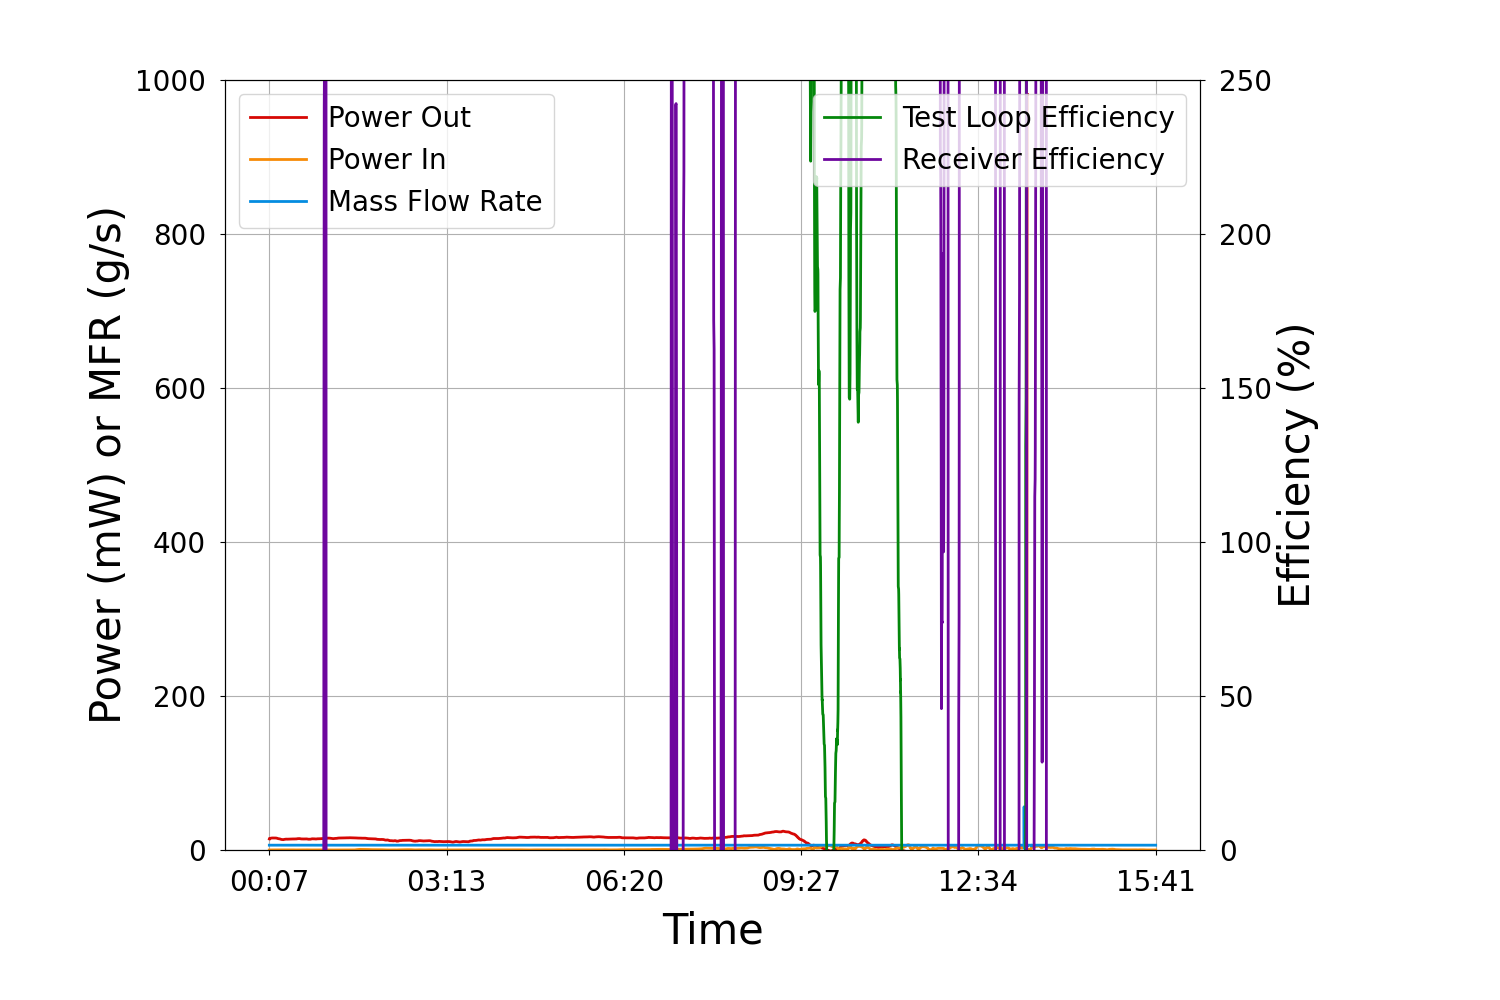 1000
800
600
400
200
0
Power (mW) or MFR (g/s)
Power Out
Power In
Mass Flow Rate
Test Loop Efficiency
Receiver Efficiency
250
200
150
100
50
0
Efficiency (%)
00:07 03:13 06:20 09:27 12:34 15:41
Time